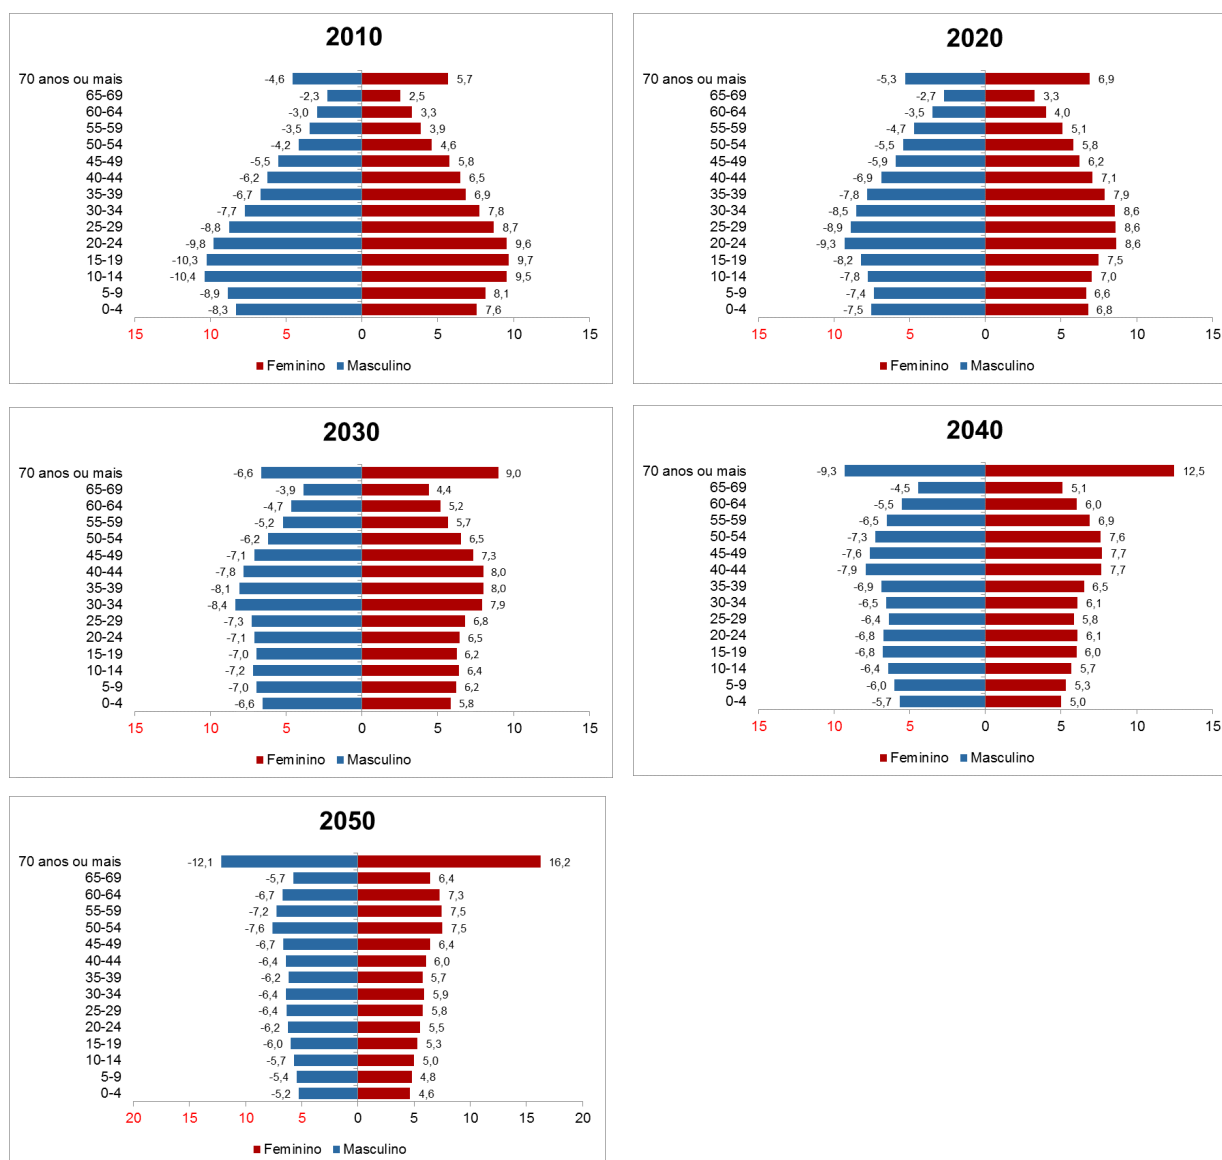 2010
70 anos ou mais -4,6 5,7
65-69 -2,3 2,5
60-64 -3,0 3,3
55-59 -3,5 3,9
50-54 -4,2 4,6
45-49 -5,5 5,8
40-44 -6,2 6,5
35-39 -6,7 6,9
30-34 -7,7 7,8
25-29 -8,8 8,7
20-24 -9,8 9,6
15-19 -10,3 9,7
10-14 -10,4 9,5
5-9 -8,9 8,1
0-4 -8,3 7,6
15 10 5 0 5 10 15
Feminino Masculino
2020
70 anos ou mais -5,3 6,9
65-69 -2,7 3,3
60-64 -3,5 4,0
55-59 -4,7 5,1
50-54 -5,5 5,8
45-49 -5,9 6,2
40-44 -6,9 7,1
35-39 -7,8 7,9
30-34 -8,5 8,6
25-29 -8,9 8,6
20-24 -9,3 8,6
15-19 -8,2 7,5
10-14 -7,8 7,0
5-9 -7,4 6,6
0-4 -7,5 6,8
15 10 5 0 5 10 15
Feminino Masculino
2030
70 anos ou mais -6,6 9,0
65-69 -3,9 4,4
60-64 -4,7 5,2
55-59 -5,2 5,7
50-54 -6,2 6,5
45-49 -7,1 7,3
40-44 -7,8 8,0
35-39 -8,1 8,0
30-34 -8,4 7,9
25-29 -7,3 6,8
20-24 -7,1 6,5
15-19 -7,0 6,2
10-14 -7,2 6,4
5-9 -7,0 6,2
0-4 -6,6 5,8
15 10 5 0 5 10 15
Feminino Masculino
2040
70 anos ou mais -9,3 12,5
65-69 -4,5 5,1
60-64 -5,5 6,0
55-59 -6,5 6,9
50-54 -7,3 7,6
45-49 -7,6 7,7
40-44 -7,9 7,7
35-39 -6,9 6,5
30-34 -6,5 6,1
25-29 -6,4 5,8
20-24 -6,8 6,1
15-19 -6,8 6,0
10-14 -6,4 5,7
5-9 -6,0 5,3
0-4 -5,7 5,0
15 10 5 0 5 10 15
Feminino Masculino
2050
70 anos ou mais -12,1 16,2
65-69 -5,7 6,4
60-64 -6,7 7,3
55-59 -7,2 7,5
50-54 -7,6 7,5
45-49 -6,7 6,4
40-44 -6,4 6,0
35-39 -6,2 5,7
30-34 -6,4 5,9
25-29 -6,4 5,8
20-24 -6,2 5,5
15-19 -6,0 5,3
10-14 -5,7 5,0
5-9 -5,4 4,8
0-4 -5,2 4,6
20 15 10 5 0 5 10 15 20
Feminino Masculino